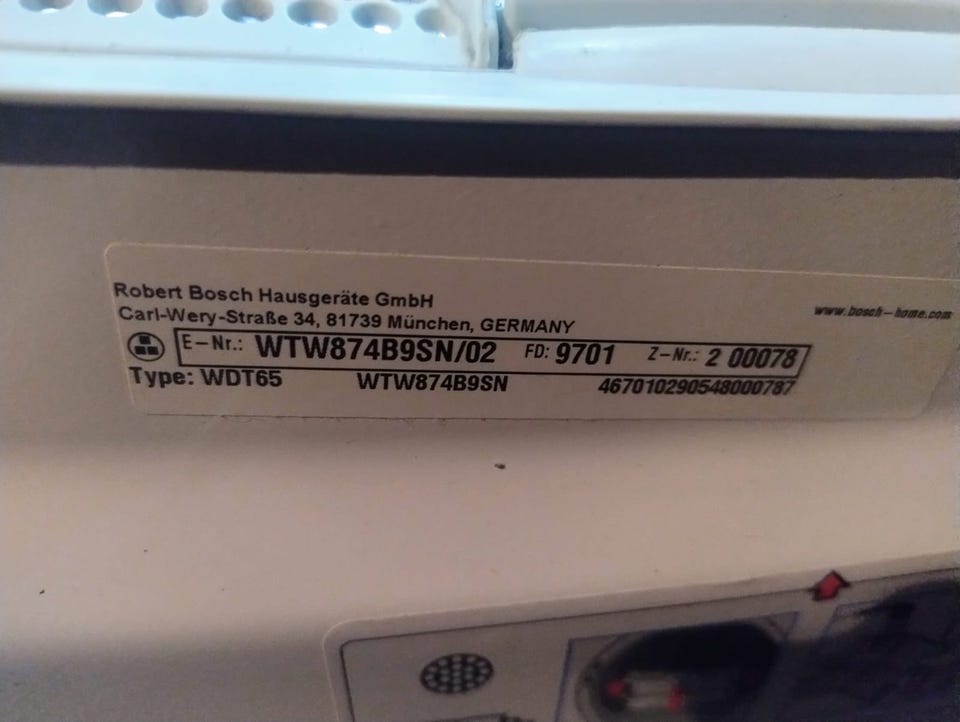 Robert Bosch Hausgeräte GmbH
Carl-Wery-Straße 34, 81739 München, GERMANY
www.bosch-home.com
E-Nr.: WTW874B9SN/02 FD: 9701 Z-Nr.: 2 00078
Type: WDT65 WTW874B9SN 467010290548000787